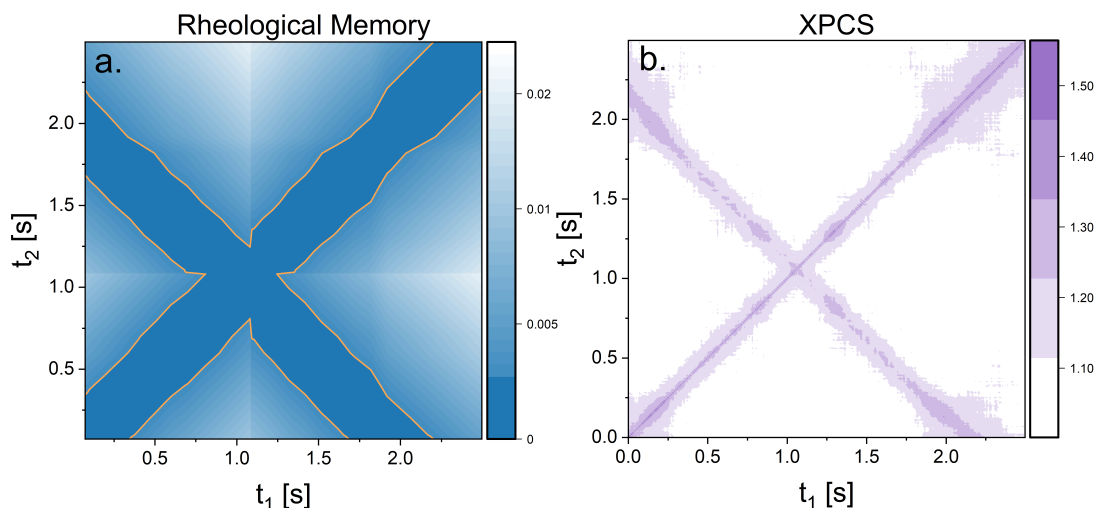 Rheological Memory
a.
2.0
1.5
1.0
0.5
t2 [s]
0.5 1.0 1.5 2.0
t1 [s]
0.02
0.01
0.005
0
XPCS
b.
2.0
1.5
1.0
0.5
0.0
t2 [s]
0.0 0.5 1.0 1.5 2.0
t1 [s]
1.50
1.40
1.30
1.20
1.10